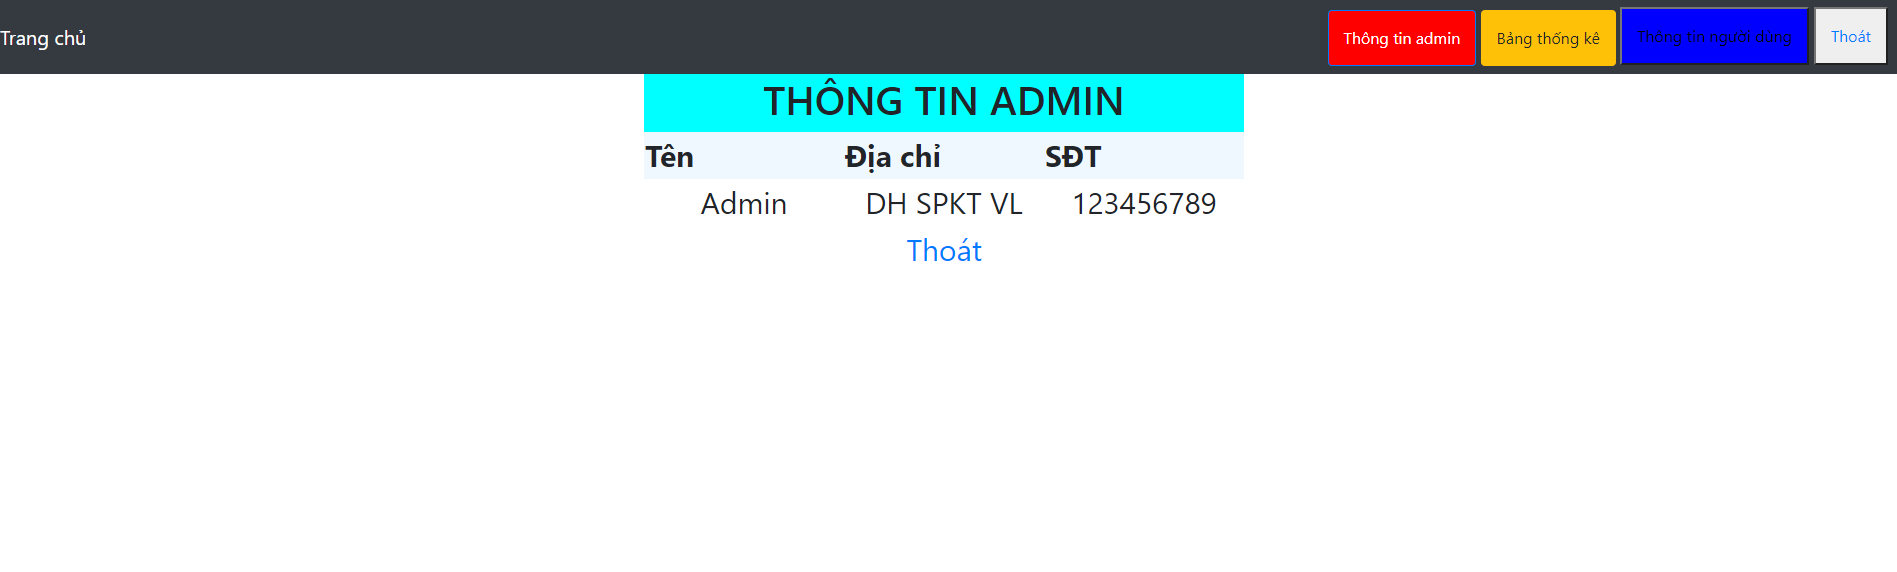 Trang chủ Thông tin admin Bảng thống kê Thông tin người dùng Thoát
THÔNG TIN ADMIN
Tên Địa chỉ SĐT
Admin DH SPKT VL 123456789
Thoát